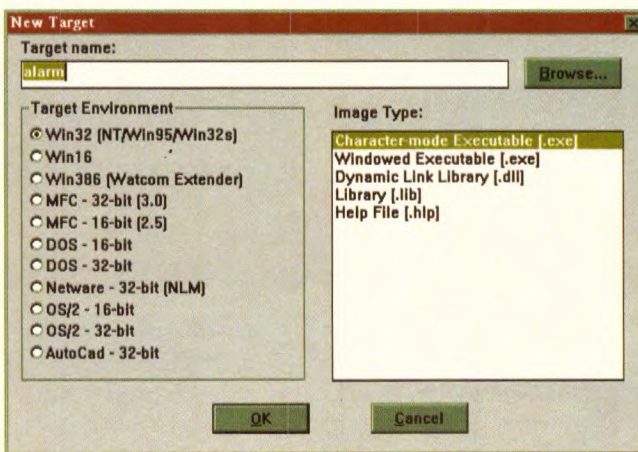 New Target
Target name:
alarm
Browse...
Target Environment
Win32 (NT/Win95/Win32s)
Win16
Win386 (Watcom Extender)
MFC - 32-bit (3.0)
MFC - 16-bit (2.5)
DOS - 16-bit
DOS - 32-bit
Netware - 32-bit (NLM)
OS/2 - 16-bit
OS/2 - 32-bit
AutoCad - 32-bit
Image Type:
Character-mode Executable [.exe]
Windowed Executable [.exe]
Dynamic Link Library [.dll]
Library [.lib]
Help File [.hlp]
OK
Cancel